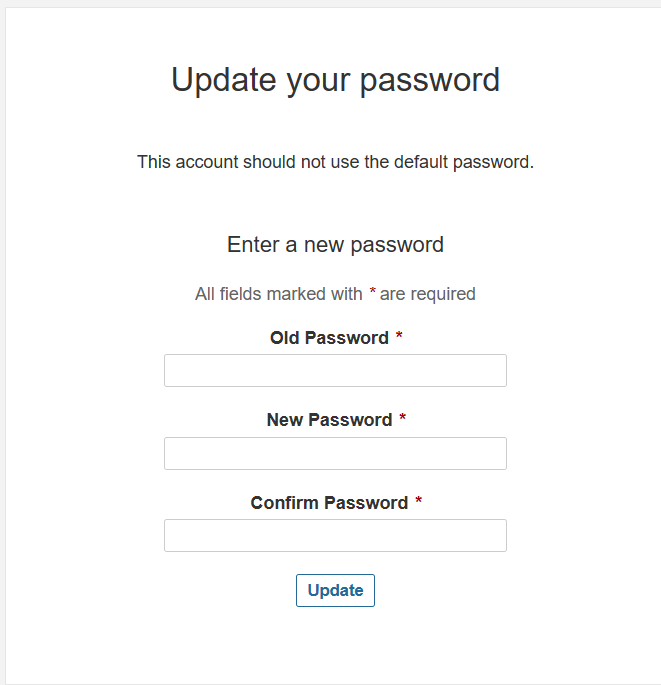 Update your password
This account should not use the default password.
Enter a new password
All fields marked with * are required
Old Password *
New Password *
Confirm Password *
Update